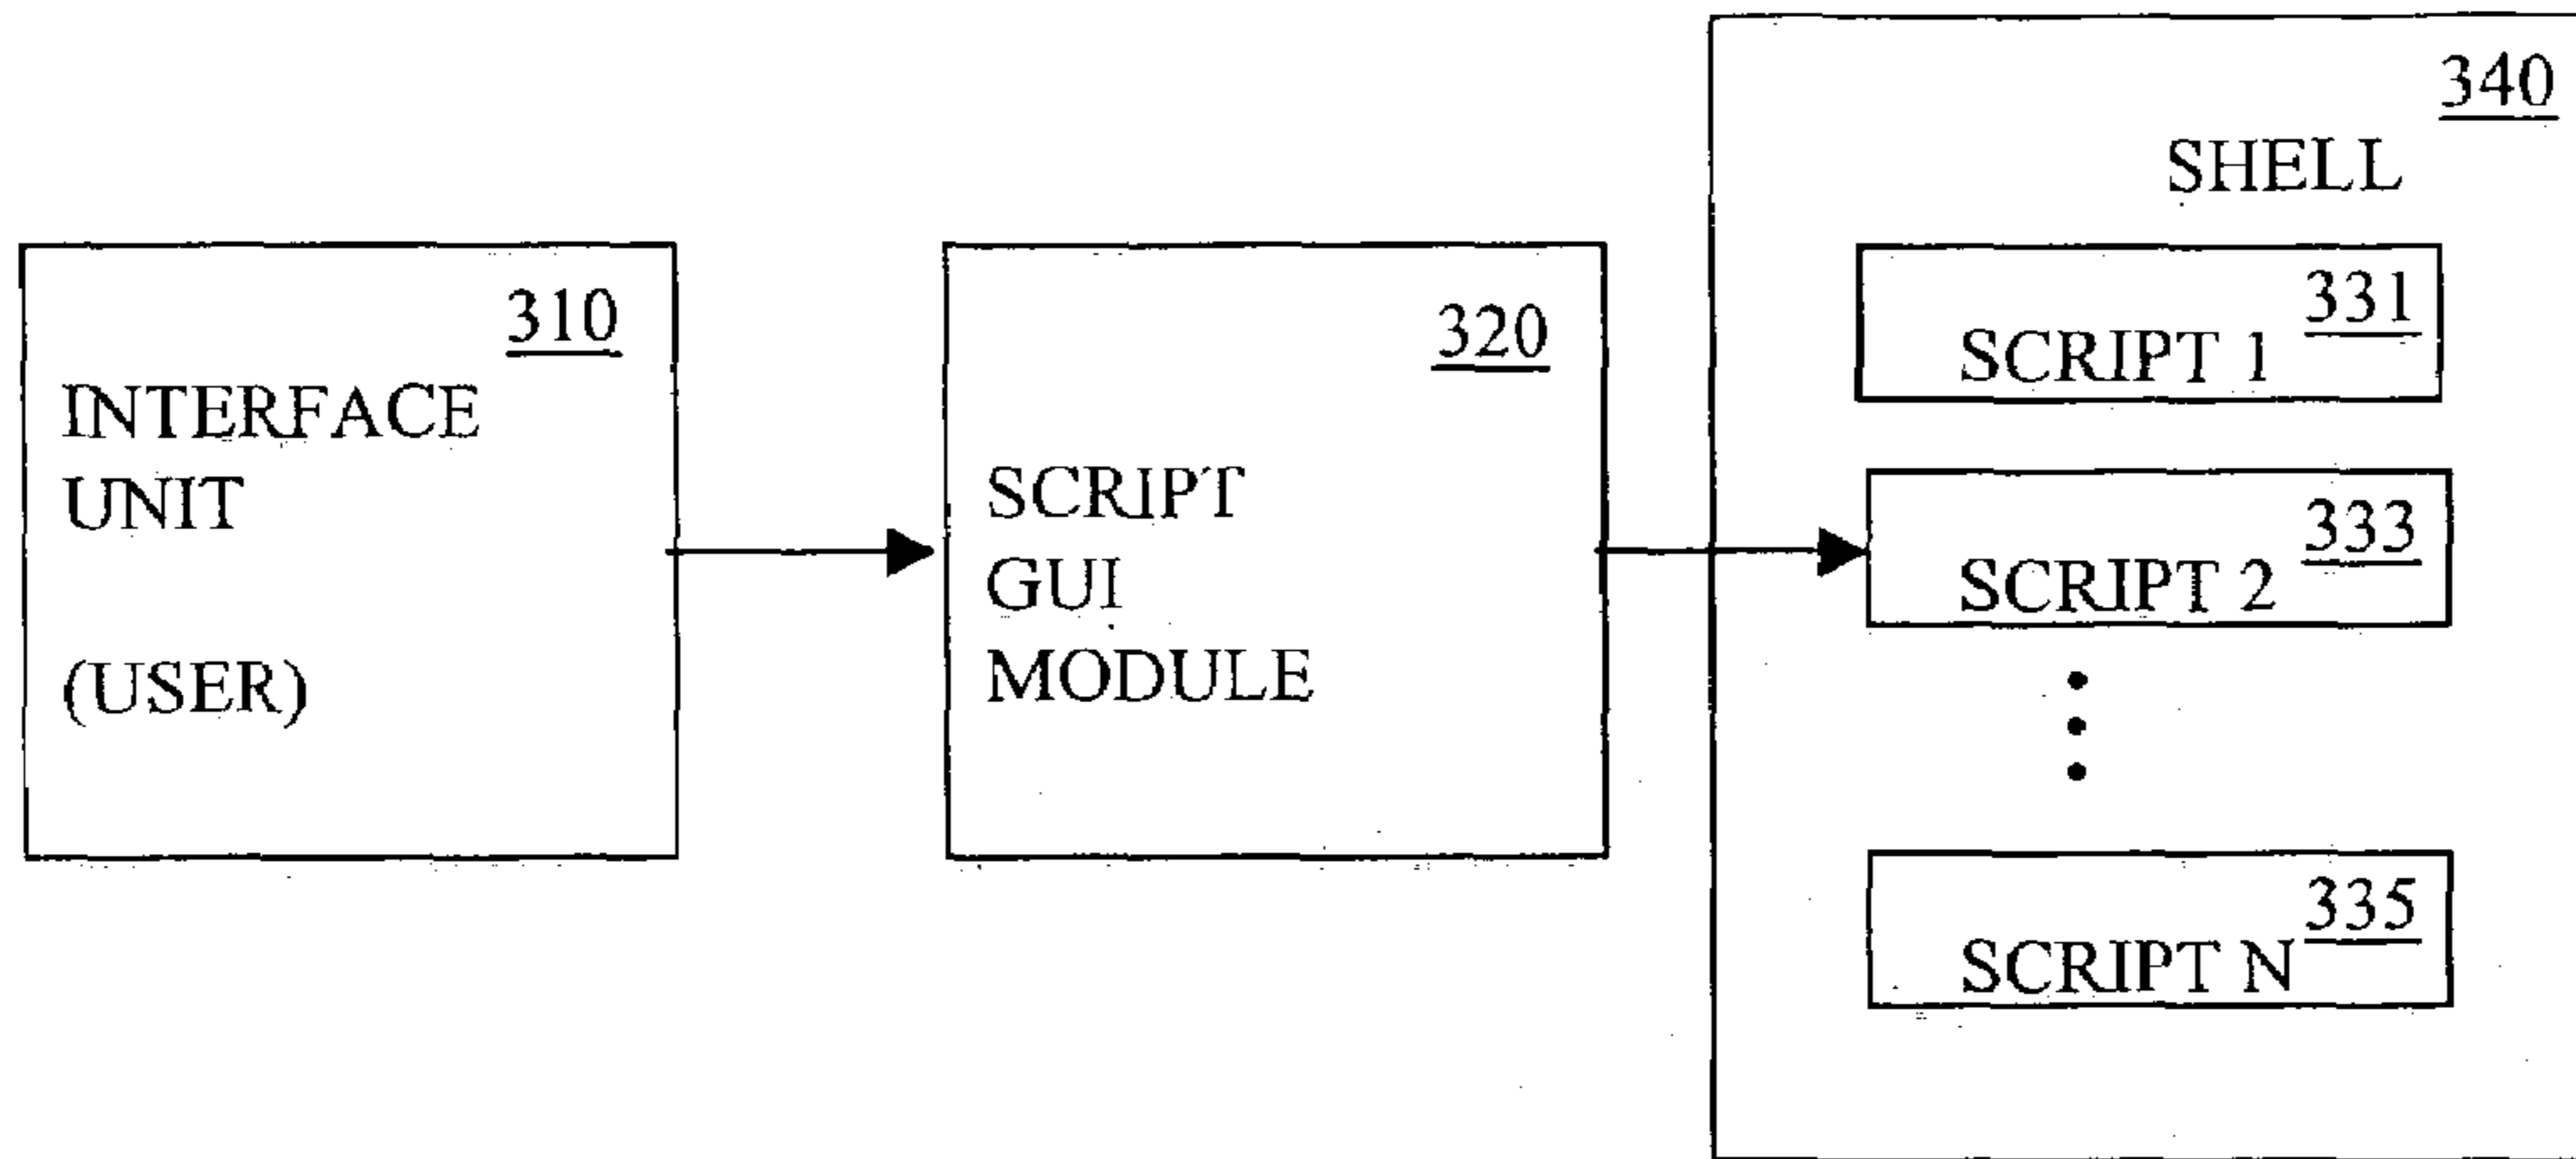 310
INTERFACE
UNIT
(USER)
320
SCRIPT
GUI
MODULE
340
SHELL
331
SCRIPT 1
333
SCRIPT 2
335
SCRIPT N